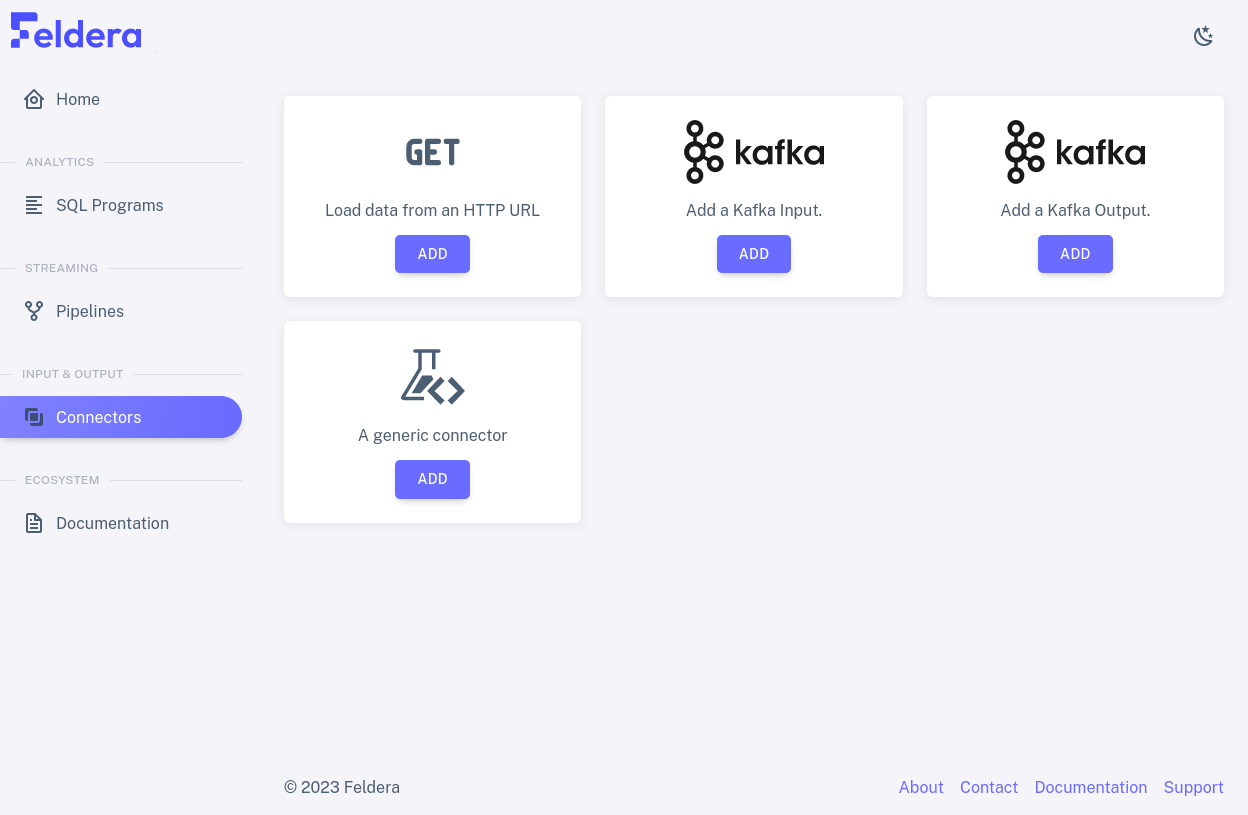 Feldera
Home
ANALYTICS
SQL Programs
STREAMING
Pipelines
INPUT & OUTPUT
Connectors
ECOSYSTEM
Documentation
GET
Load data from an HTTP URL
ADD
kafka
Add a Kafka Input.
ADD
kafka
Add a Kafka Output.
ADD
A generic connector
ADD
© 2023 Feldera
About Contact Documentation Support